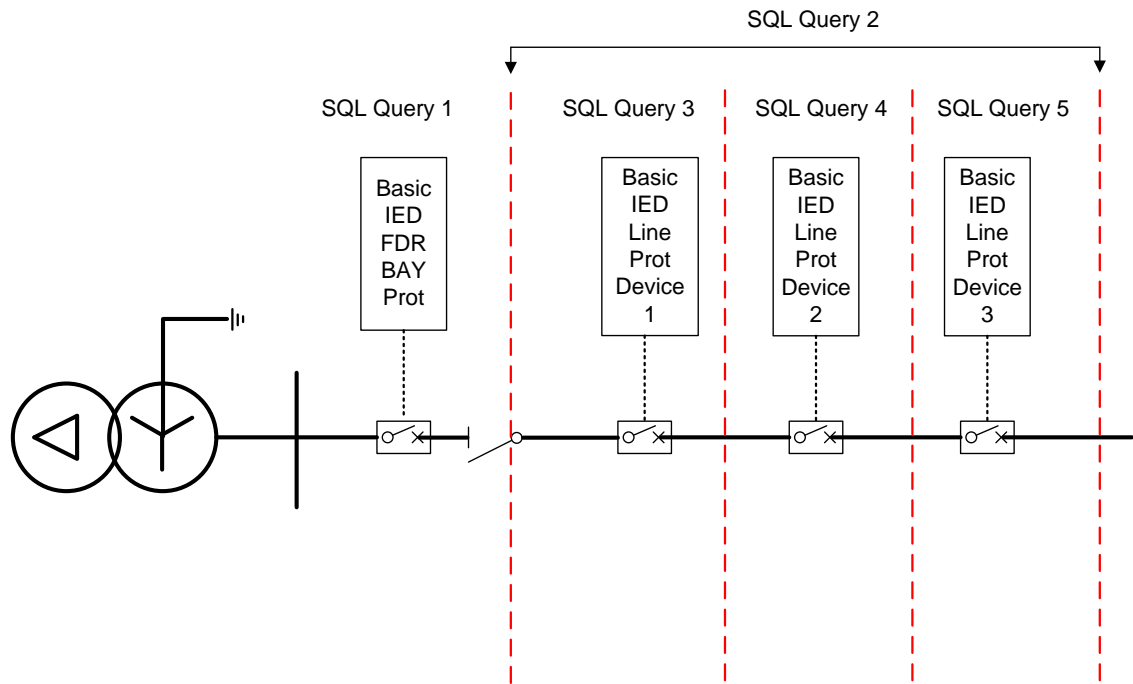 SQL Query 2
SQL Query 1
SQL Query 3
SQL Query 4
SQL Query 5
Basic
IED
FDR
BAY
Prot
Basic
IED
Line
Prot
Device
1
Basic
IED
Line
Prot
Device
2
Basic
IED
Line
Prot
Device
3